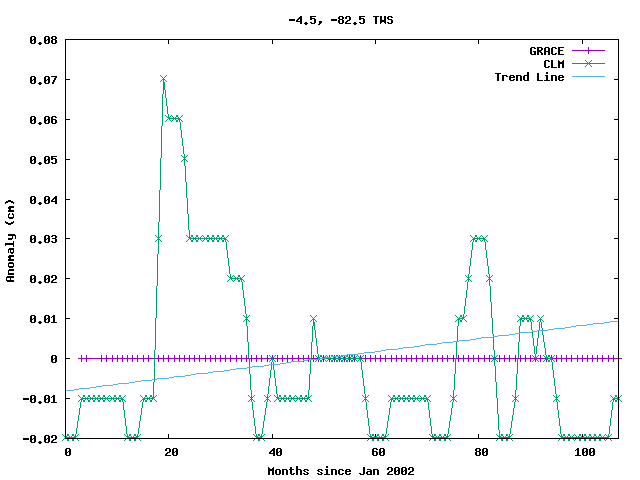 -4.5, -82.5 TWS
GRACE
CLM
Trend Line
Anomaly (cm)
0.08
0.07
0.06
0.05
0.04
0.03
0.02
0.01
0
-0.01
-0.02
0 20 40 60 80 100
Months since Jan 2002